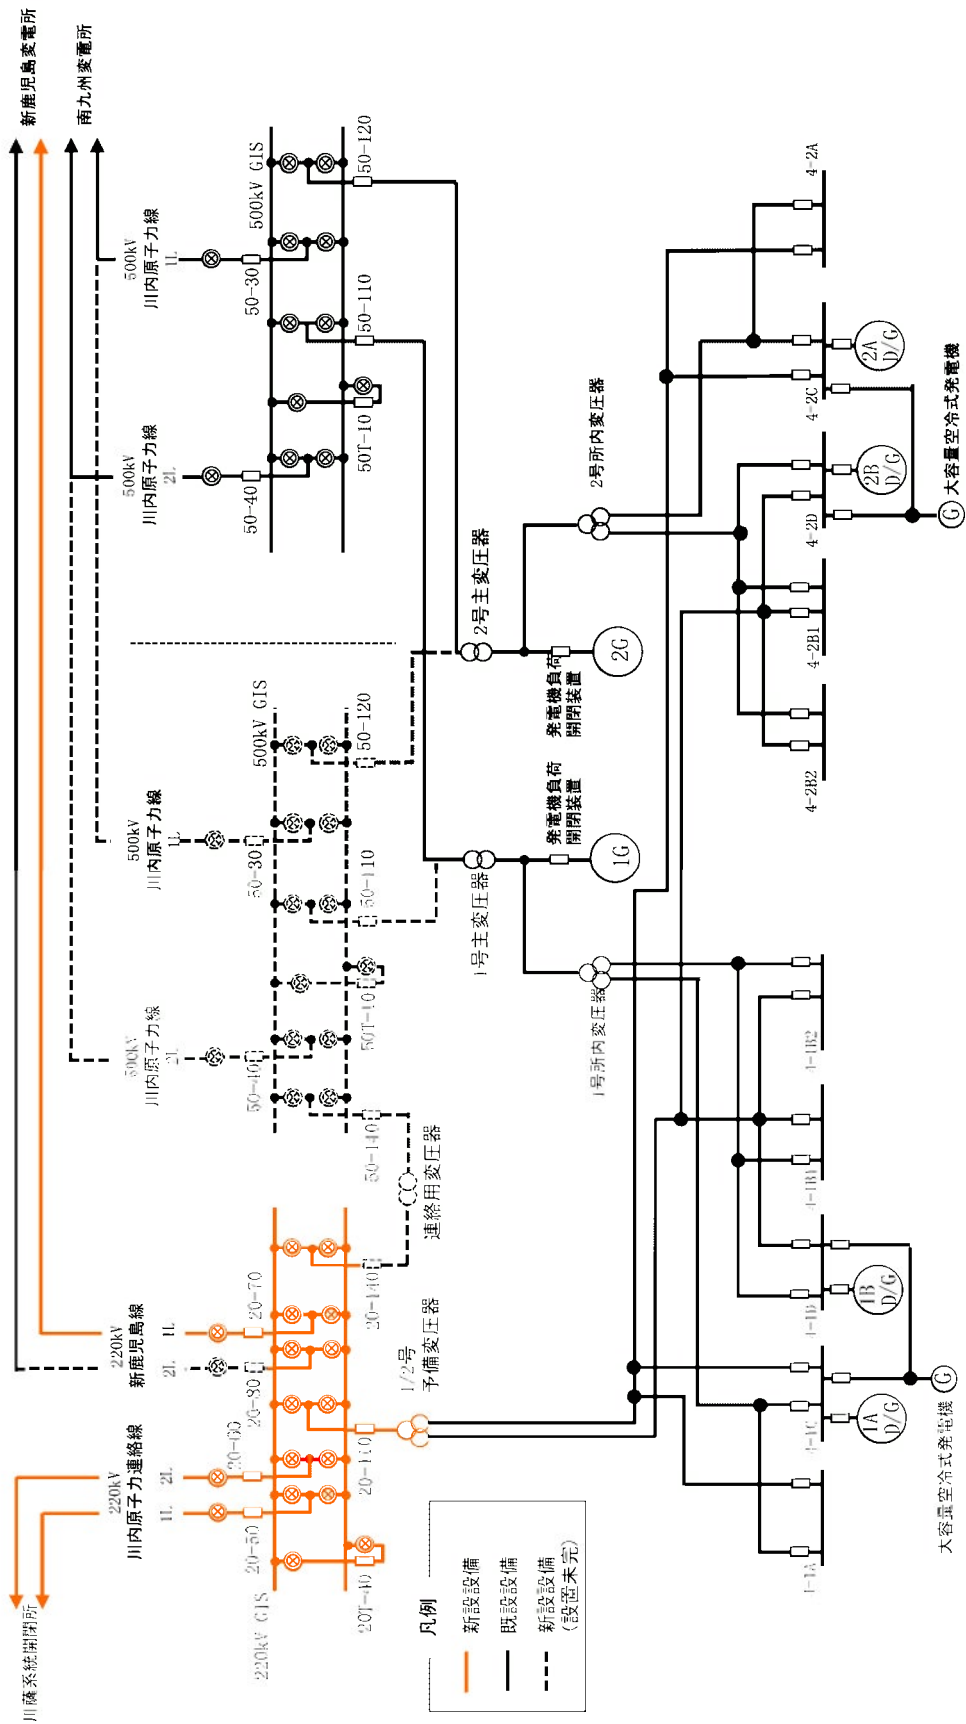 川薩系統開閉所
新鹿児島変電所
南九州変電所
220kV
川内原子力連絡線
1L
2L
220kV
新鹿児島線
2L
1L
500kV
川内原子力線
2L
500kV
川内原子力線
1L
500kV
川内原子力線
2L
500kV
川内原子力線
1L
20-50
20-60
20-80
20-70
50-40
50-30
50-40
50-30
220kV GIS
500kV GIS
500kV GIS
20T-40
20-110
20-140
50-140
50T-10
50-110
50-120
50T-10
50-110
50-120
1/2号
予備変圧器
連絡用変圧器
1号主変圧器
2号主変圧器
発電機負荷
開閉装置
発電機負荷
開閉装置
1G
2G
1号所内変圧器
2号所内変圧器
4-1A
4-1C
4-1D
4-1B1
4-1B2
4-2B2
4-2B1
4-2D
4-2C
4-2A
1A
D/G
1B
D/G
2B
D/G
2A
D/G
G
大容量空冷式発電機
G
大容量空冷式発電機
凡例
新設設備
既設設備
新設設備
(設置未完)